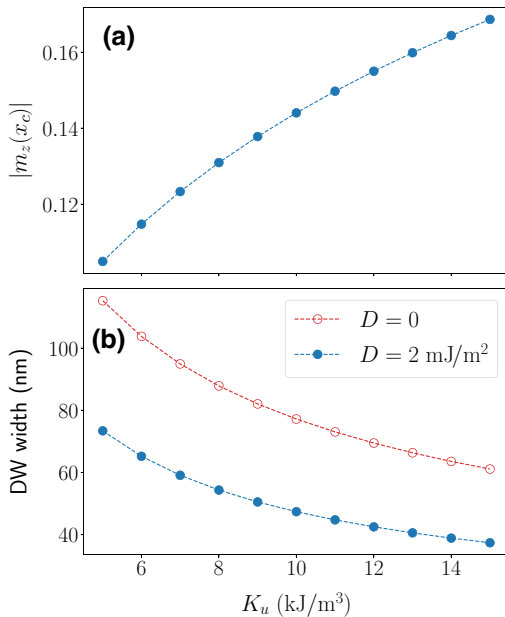 (a)
|m_z(x_c)|
0.16
0.14
0.12
(b)
DW width (nm)
100
80
60
40
D = 0
D = 2 mJ/m²
6 8 10 12 14
K_u (kJ/m³)